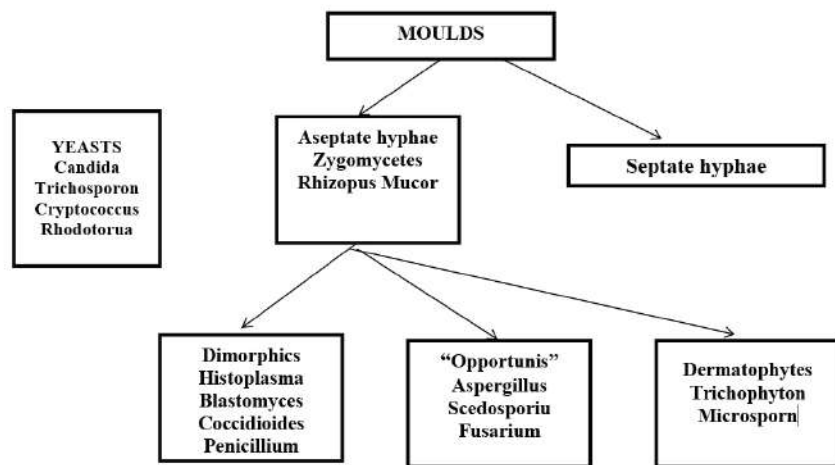 MOULDS
YEASTS
Candida
Trichosporon
Cryptococcus
Rhodotorua
Aseptate hyphae
Zygomycetes
Rhizopus Mucor
Septate hyphae
Dimorphics
Histoplasma
Blastomyces
Coccidioides
Penicillium
“Opportunis”
Aspergillus
Scedosporiu
Fusarium
Dermatophytes
Trichophyton
Microsporn